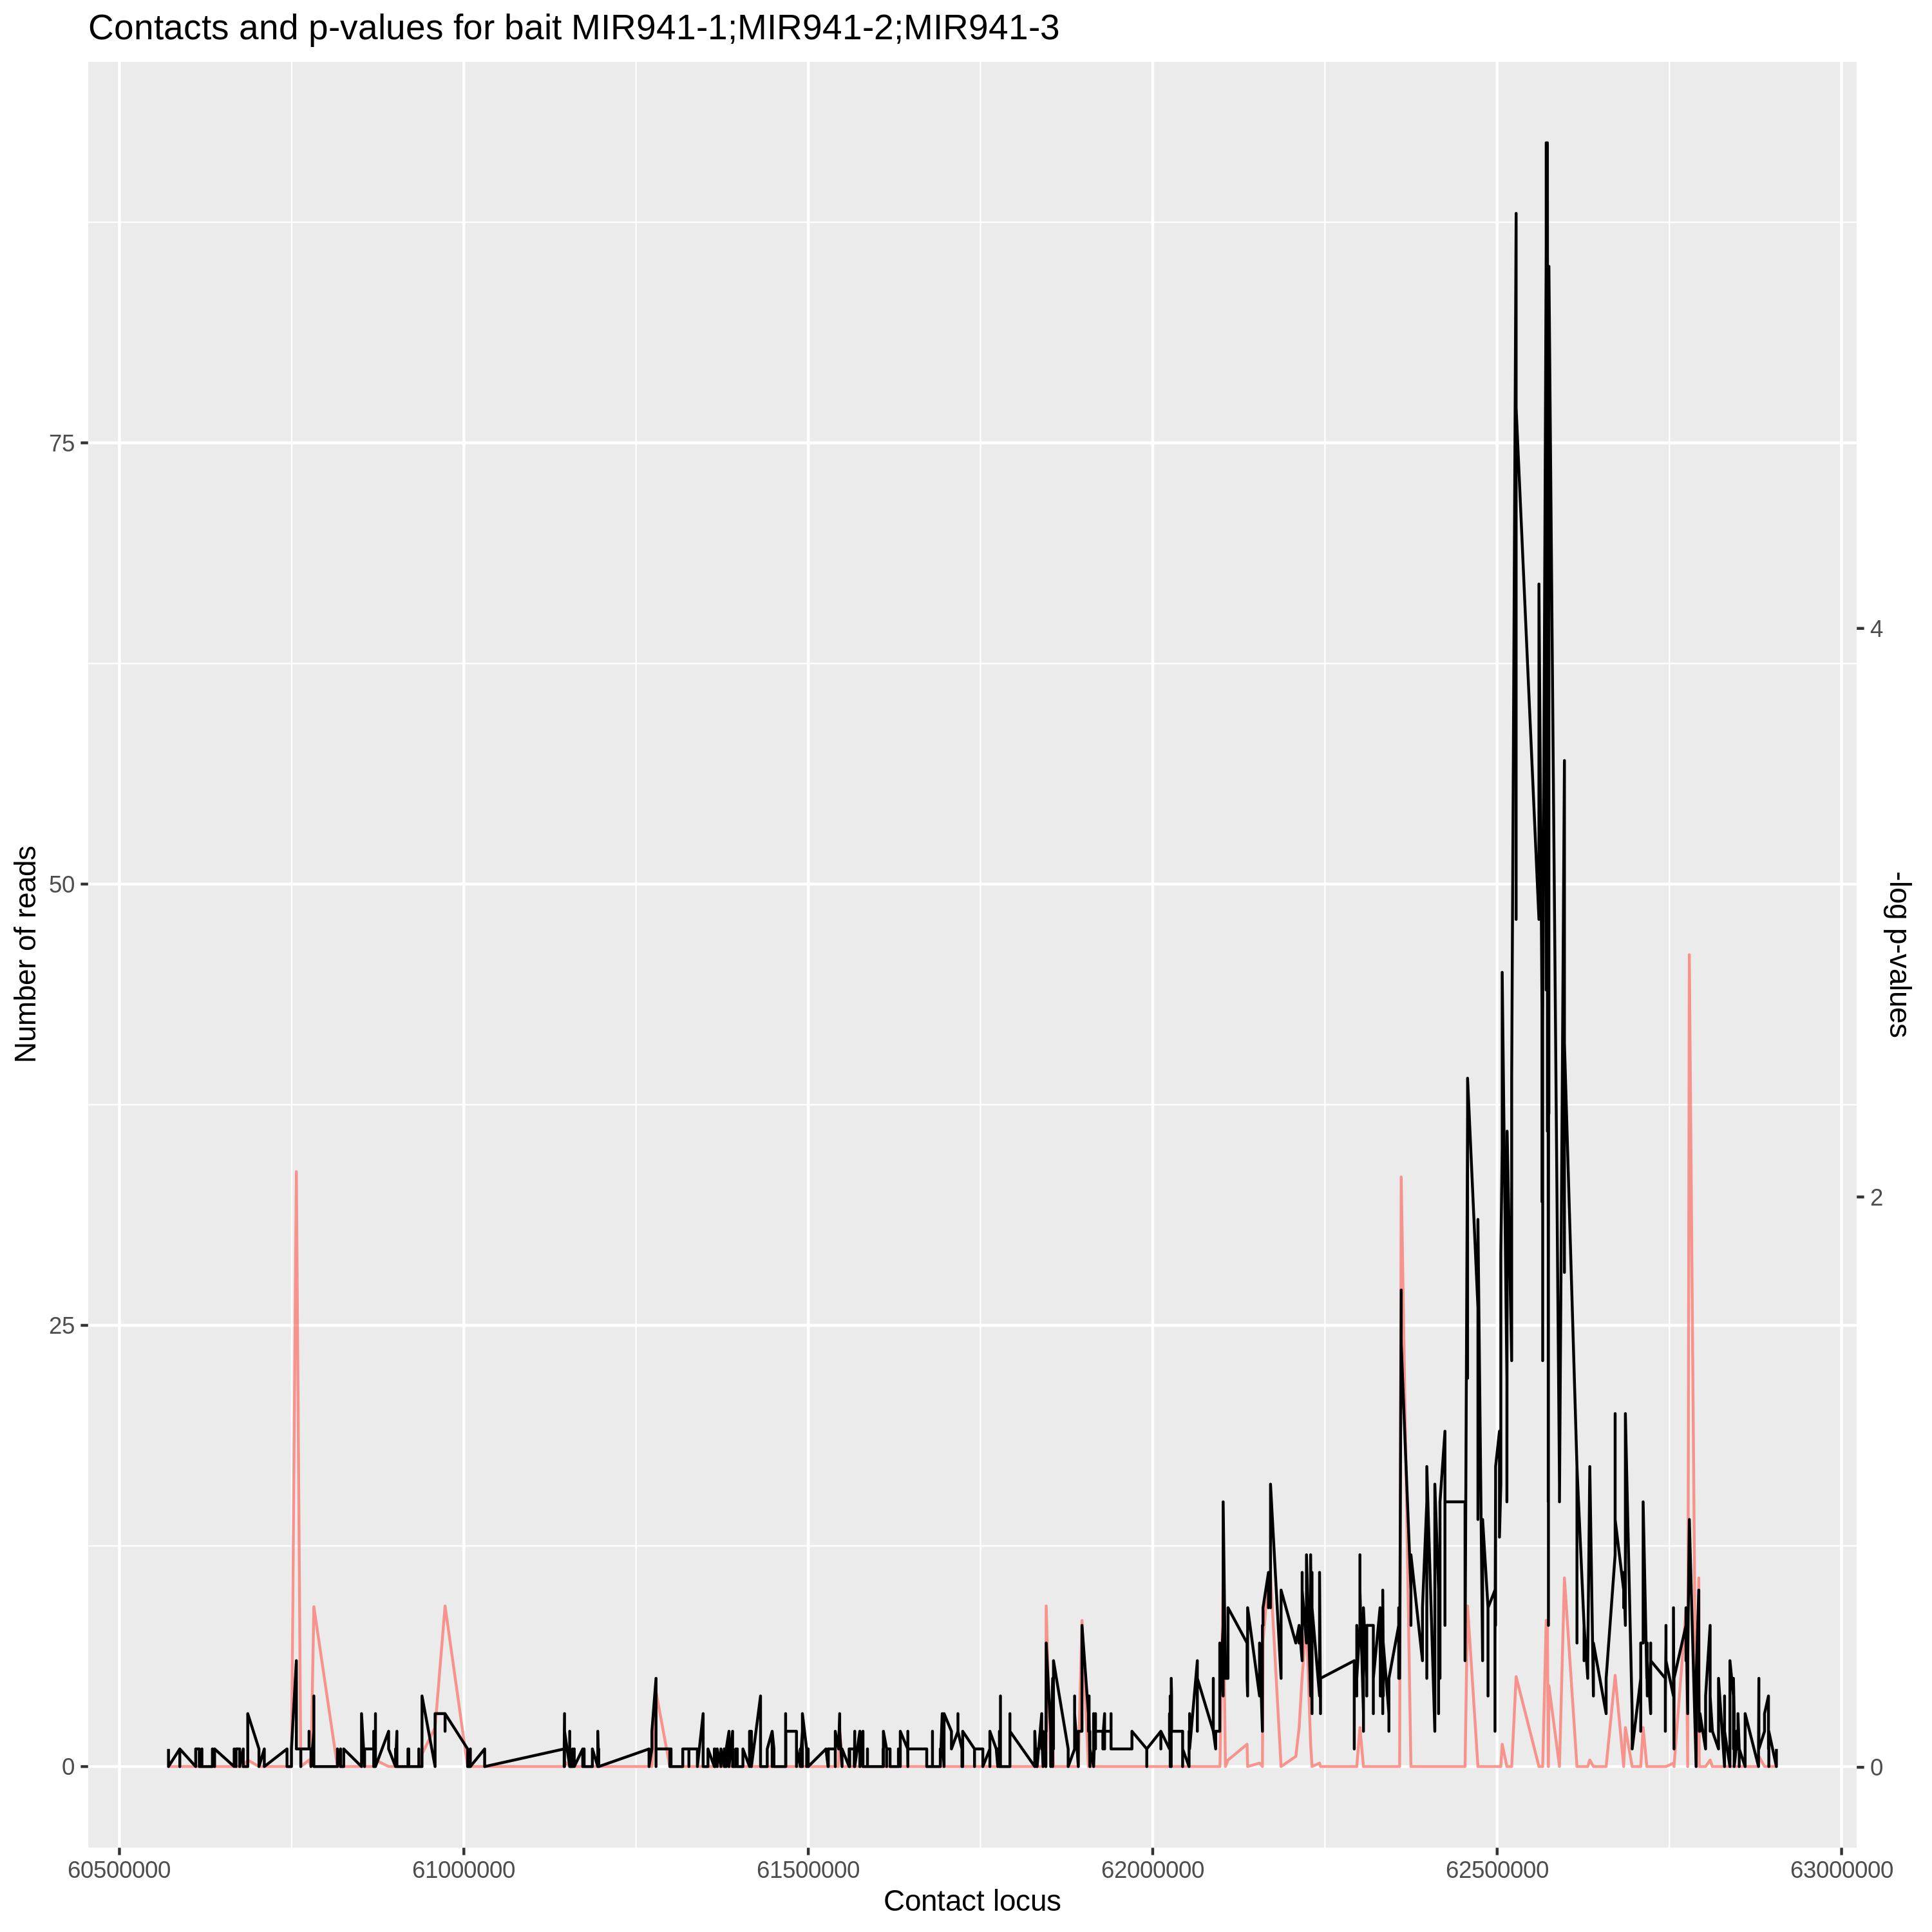 Contacts and p-values for bait MIR941-1;MIR941-2;MIR941-3
75
50
25
0
Number of reads
4
2
0
-log p-values
60500000 61000000 61500000 62000000 62500000 63000000
Contact locus